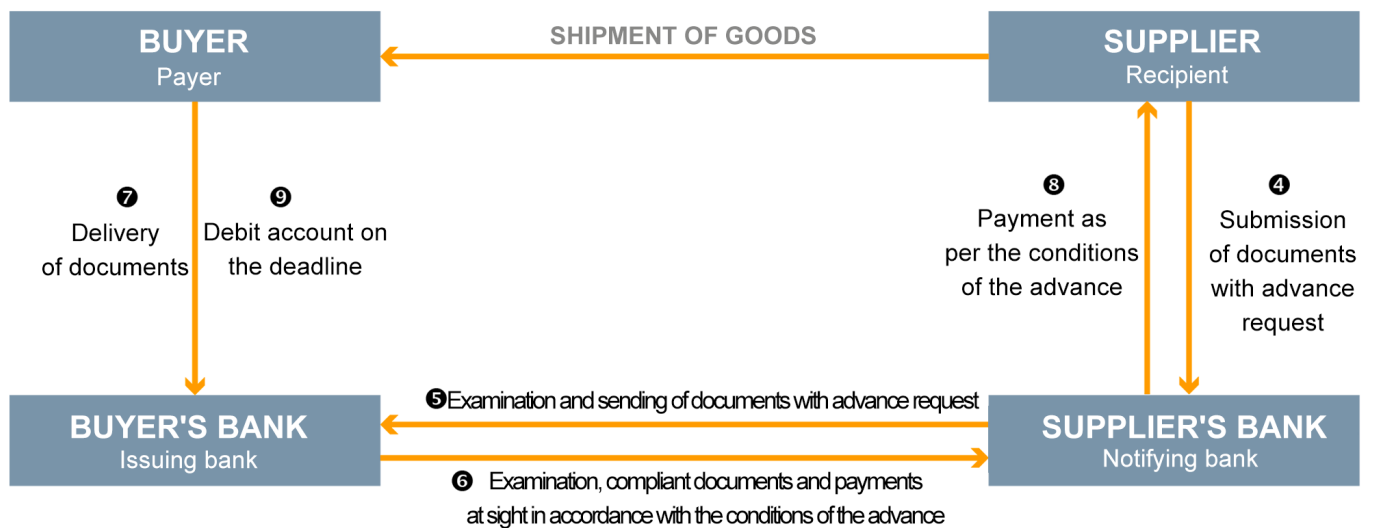 BUYER
Payer
SHIPMENT OF GOODS
SUPPLIER
Recipient
❼
Delivery
of documents
❾
Debit account on
the deadline
❽
Payment as
per the conditions
of the advance
❹
Submission
of documents
with advance
request
BUYER'S BANK
Issuing bank
❺Examination and sending of documents with advance request
❻ Examination, compliant documents and payments
at sight in accordance with the conditions of the advance
SUPPLIER'S BANK
Notifying bank